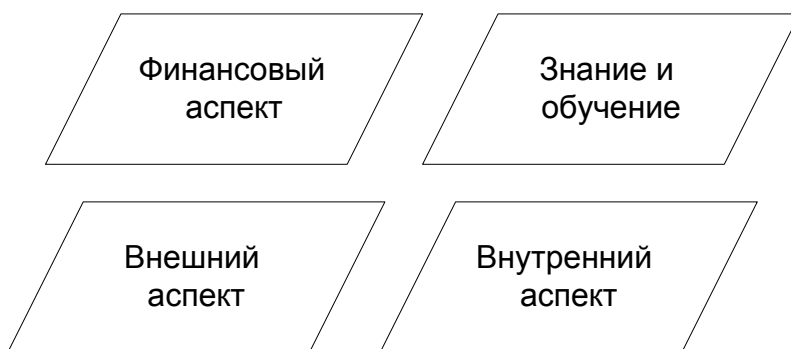 Финансовый
аспект
Знание и
обучение
Внешний
аспект
Внутренний
аспект